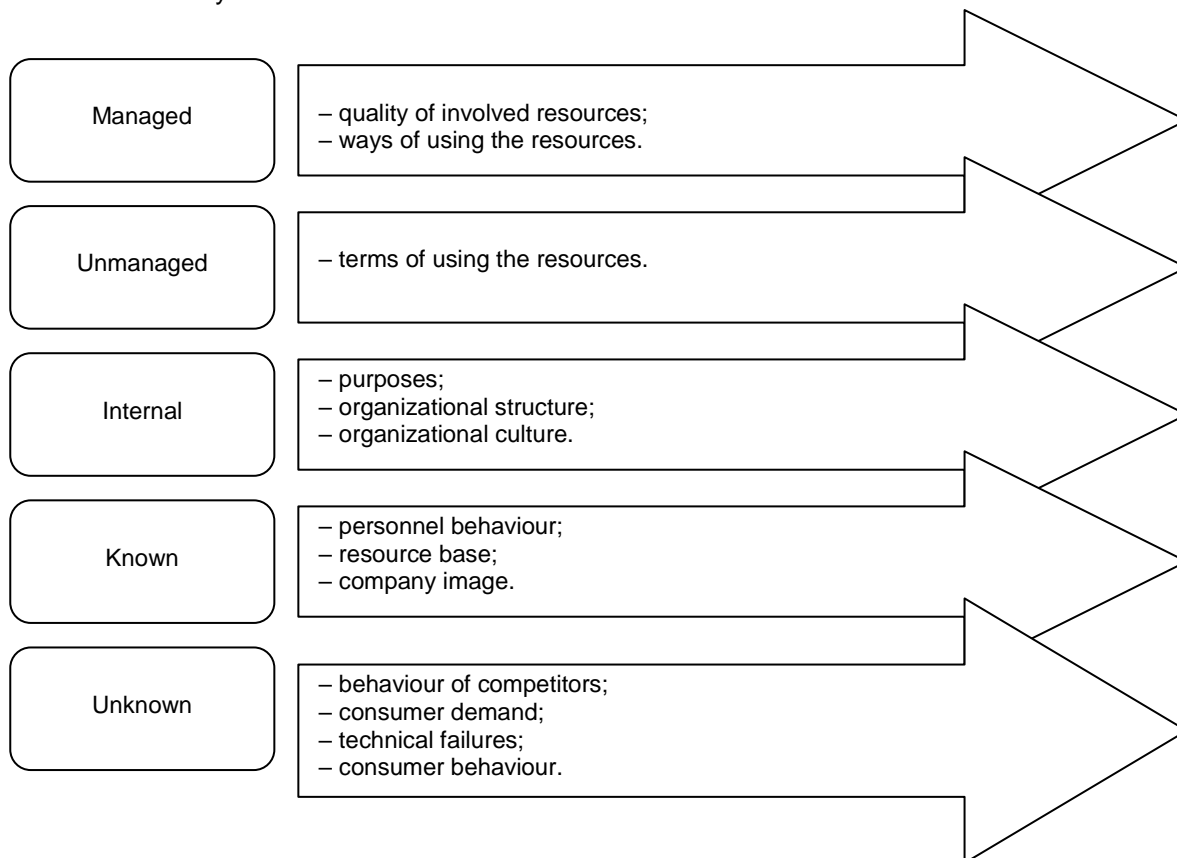 Managed
– quality of involved resources;
– ways of using the resources.
Unmanaged
– terms of using the resources.
Internal
– purposes;
– organizational structure;
– organizational culture.
Known
– personnel behaviour;
– resource base;
– company image.
Unknown
– behaviour of competitors;
– consumer demand;
– technical failures;
– consumer behaviour.